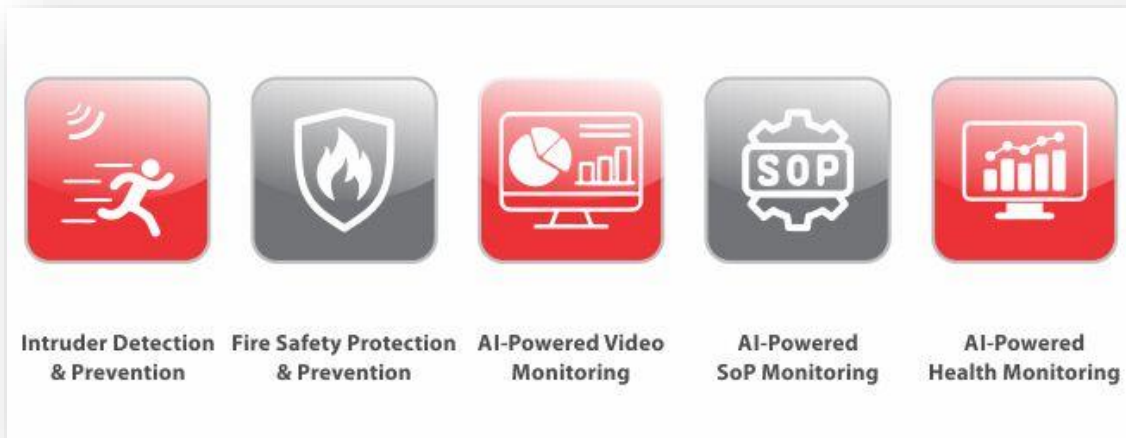 SOP
Intruder Detection
& Prevention
Fire Safety Protection
& Prevention
AI-Powered Video
Monitoring
AI-Powered
SoP Monitoring
AI-Powered
Health Monitoring